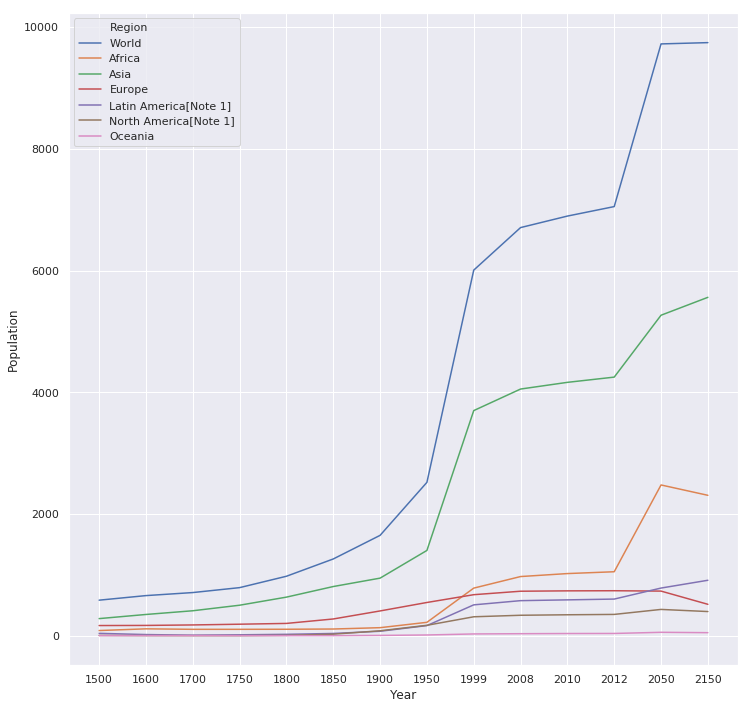 Region
World
Africa
Asia
Europe
Latin America[Note 1]
North America[Note 1]
Oceania
10000
8000
6000
4000
2000
0
Population
1500 1600 1700 1750 1800 1850 1900 1950 1999 2008 2010 2012 2050 2150
Year